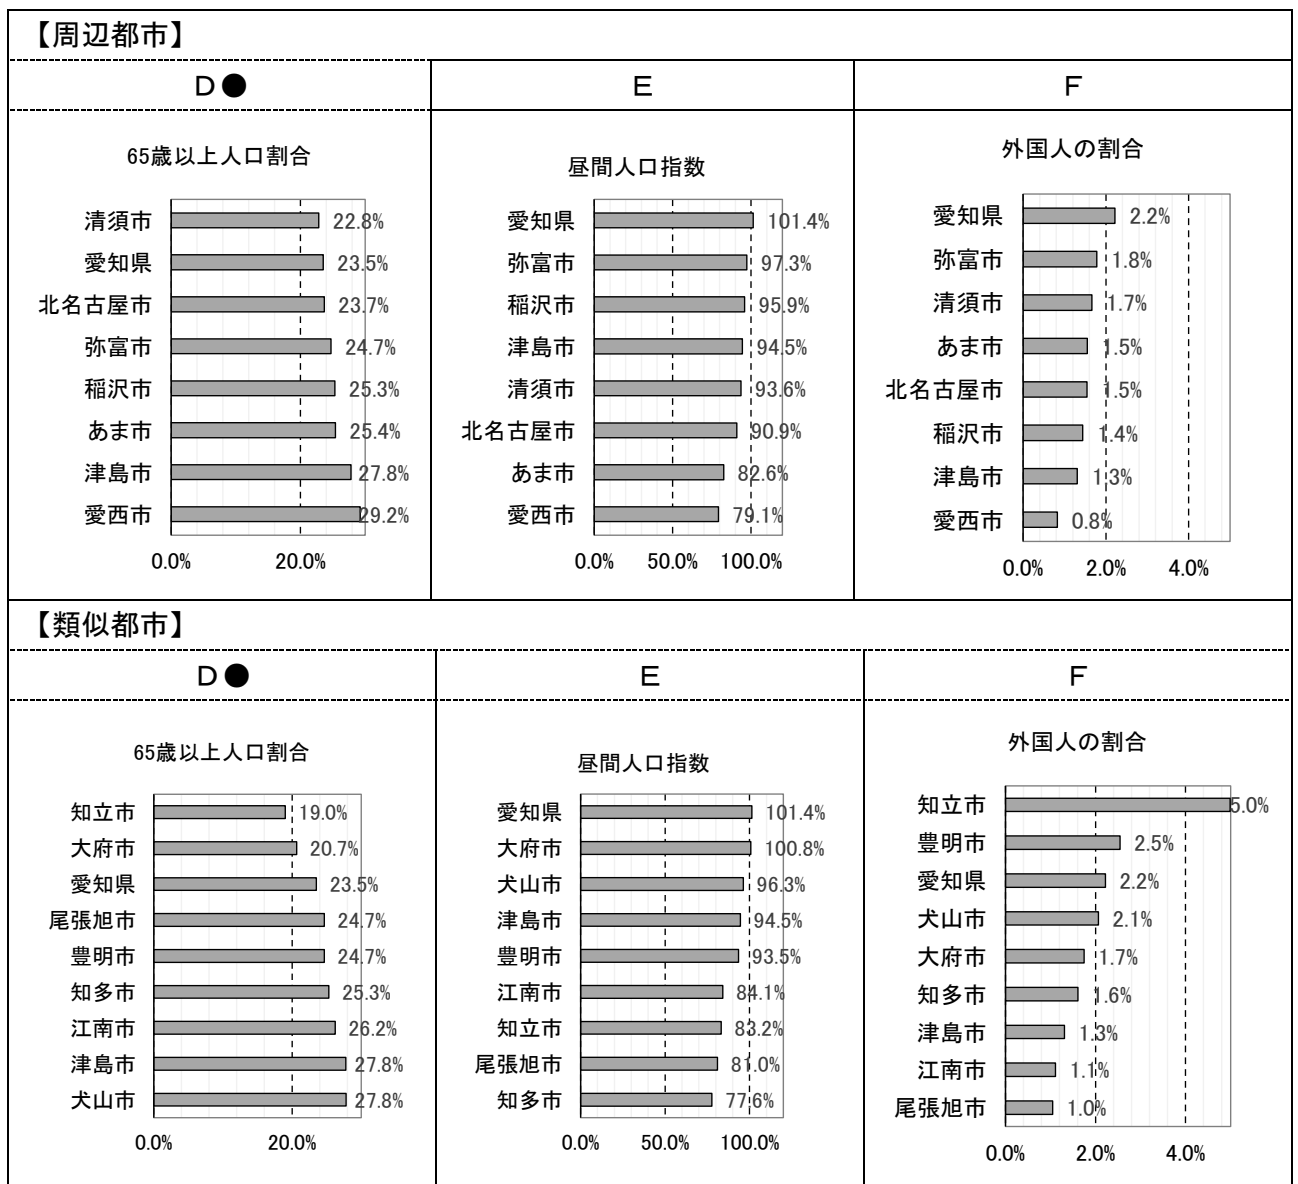 【周辺都市】
D●
E
F
65歳以上人口割合
清須市 22.8%
愛知県 23.5%
北名古屋市 23.7%
弥富市 24.7%
稲沢市 25.3%
あま市 25.4%
津島市 27.8%
愛西市 29.2%
0.0% 20.0%
昼間人口指数
愛知県 101.4%
弥富市 97.3%
稲沢市 95.9%
津島市 94.5%
清須市 93.6%
北名古屋市 90.9%
あま市 82.6%
愛西市 79.1%
0.0% 50.0% 100.0%
外国人の割合
愛知県 2.2%
弥富市 1.8%
清須市 1.7%
あま市 1.5%
北名古屋市 1.5%
稲沢市 1.4%
津島市 1.3%
愛西市 0.8%
0.0% 2.0% 4.0%
【類似都市】
D●
E
F
65歳以上人口割合
知立市 19.0%
大府市 20.7%
愛知県 23.5%
尾張旭市 24.7%
豊明市 24.7%
知多市 25.3%
江南市 26.2%
津島市 27.8%
犬山市 27.8%
0.0% 20.0%
昼間人口指数
愛知県 101.4%
大府市 100.8%
犬山市 96.3%
津島市 94.5%
豊明市 93.5%
江南市 84.1%
知立市 83.2%
尾張旭市 81.0%
知多市 77.6%
0.0% 50.0% 100.0%
外国人の割合
知立市 5.0%
豊明市 2.5%
愛知県 2.2%
犬山市 2.1%
大府市 1.7%
知多市 1.6%
津島市 1.3%
江南市 1.1%
尾張旭市 1.0%
0.0% 2.0% 4.0%